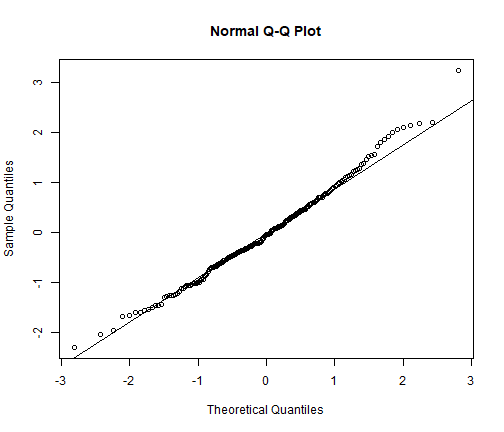 Normal Q-Q Plot
Sample Quantiles
3
2
1
0
-1
-2
-3 -2 -1 0 1 2 3
Theoretical Quantiles